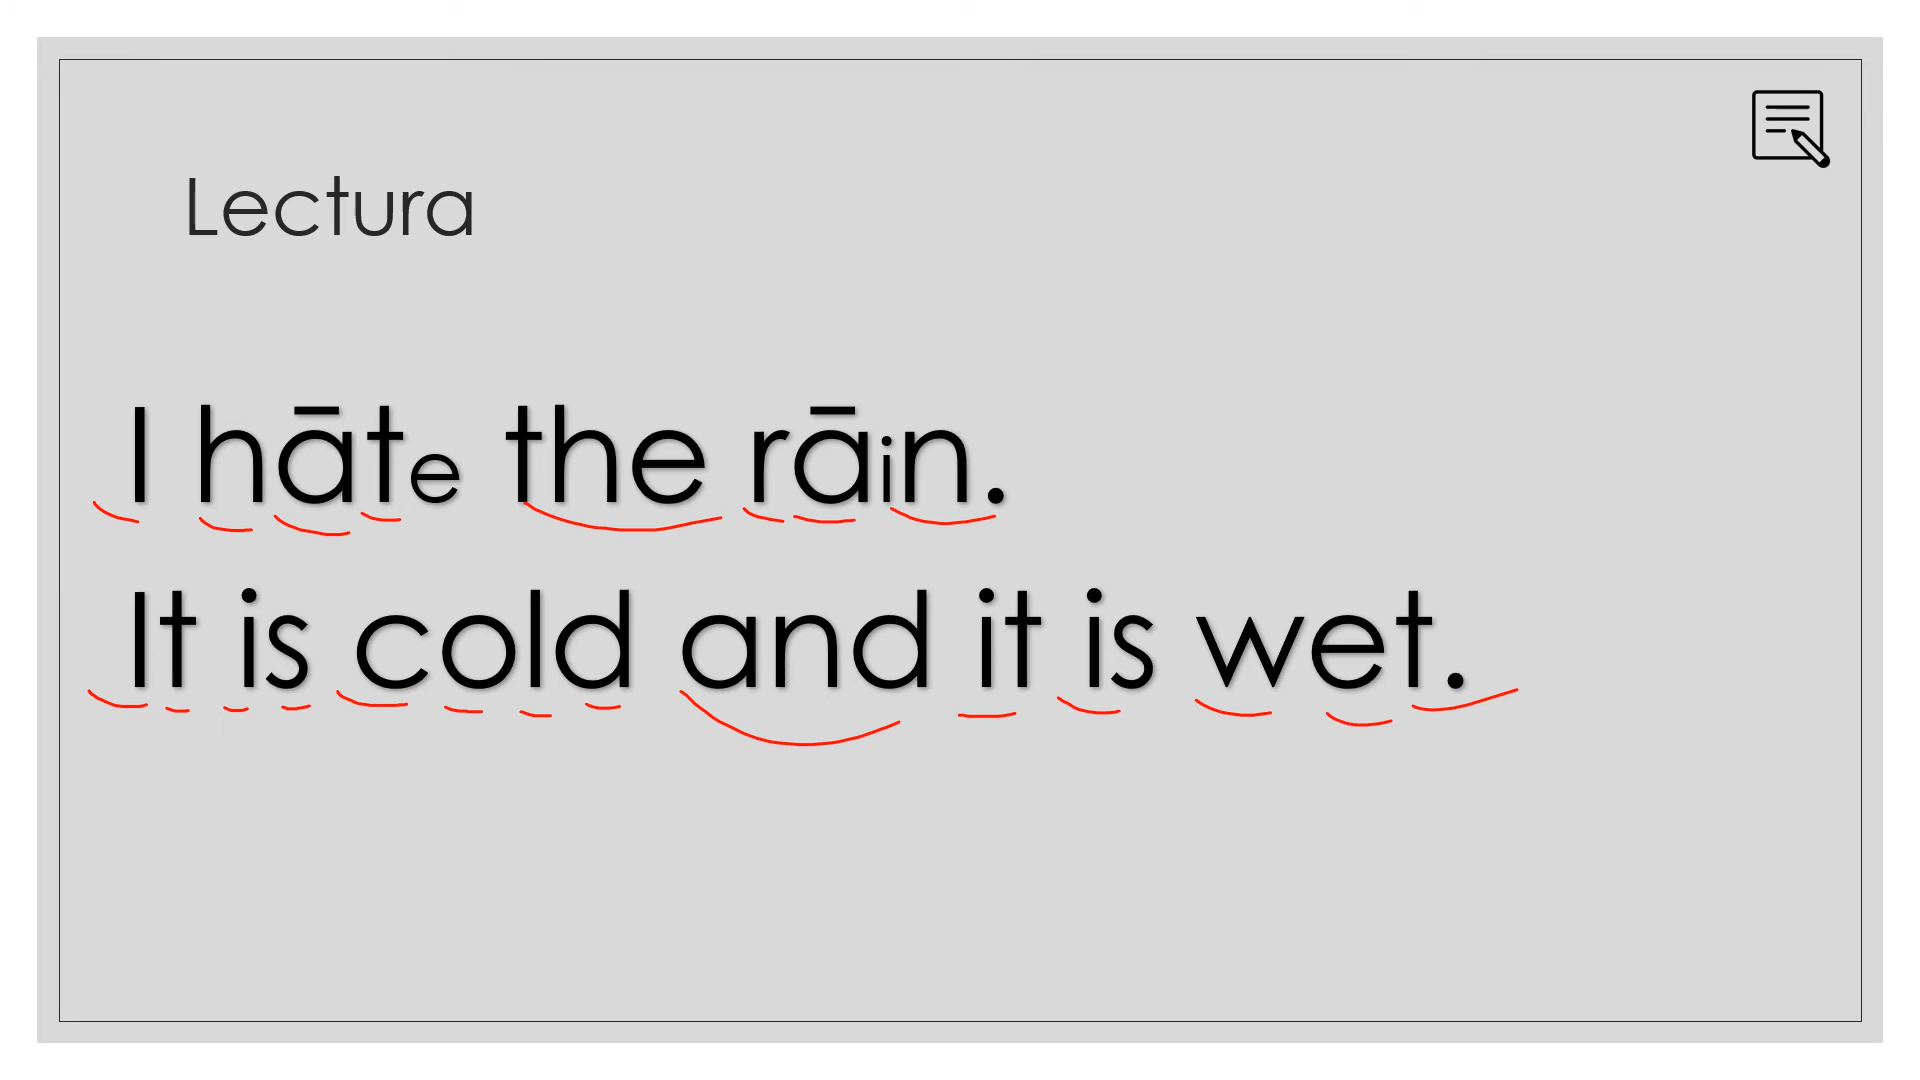 Lectura
I hāte the rāin.
It is cold and it is wet.